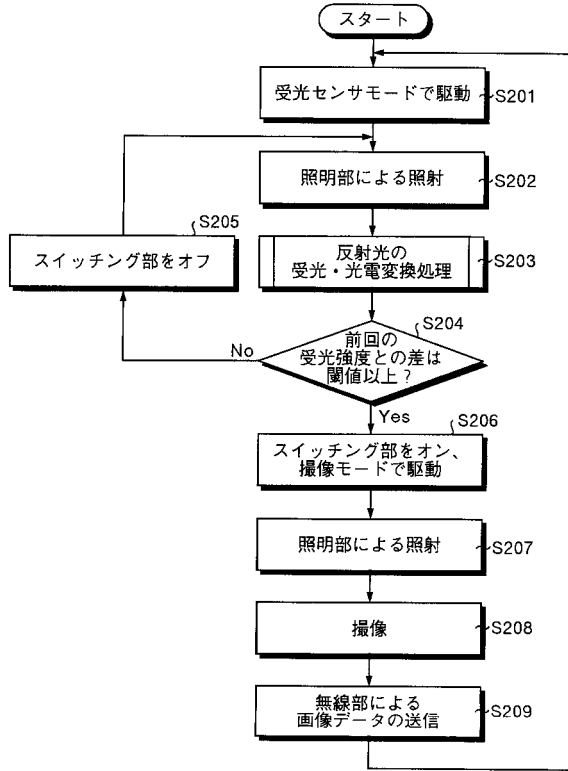 スタート
受光センサモードで駆動
S201
照明部による照射
S202
S205
スイッチング部をオフ
反射光の
受光・光電変換処理
S203
S204
前回の
受光強度との差は
閾値以上?
No
Yes
S206
スイッチング部をオン、
撮像モードで駆動
照明部による照射
S207
撮像
S208
無線部による
画像データの送信
S209